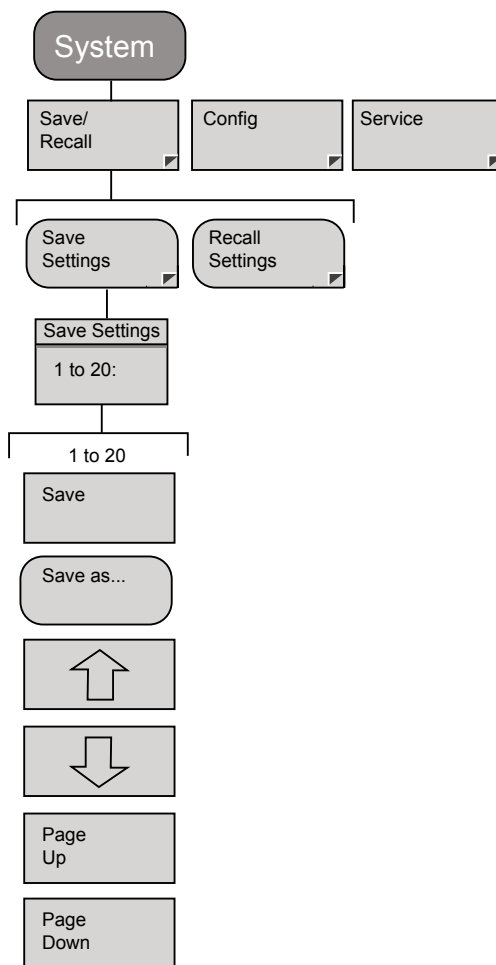 System
Save/
Recall
Config
Service
Save
Settings
Recall
Settings
Save Settings
1 to 20:
1 to 20
Save
Save as...
Page
Up
Page
Down